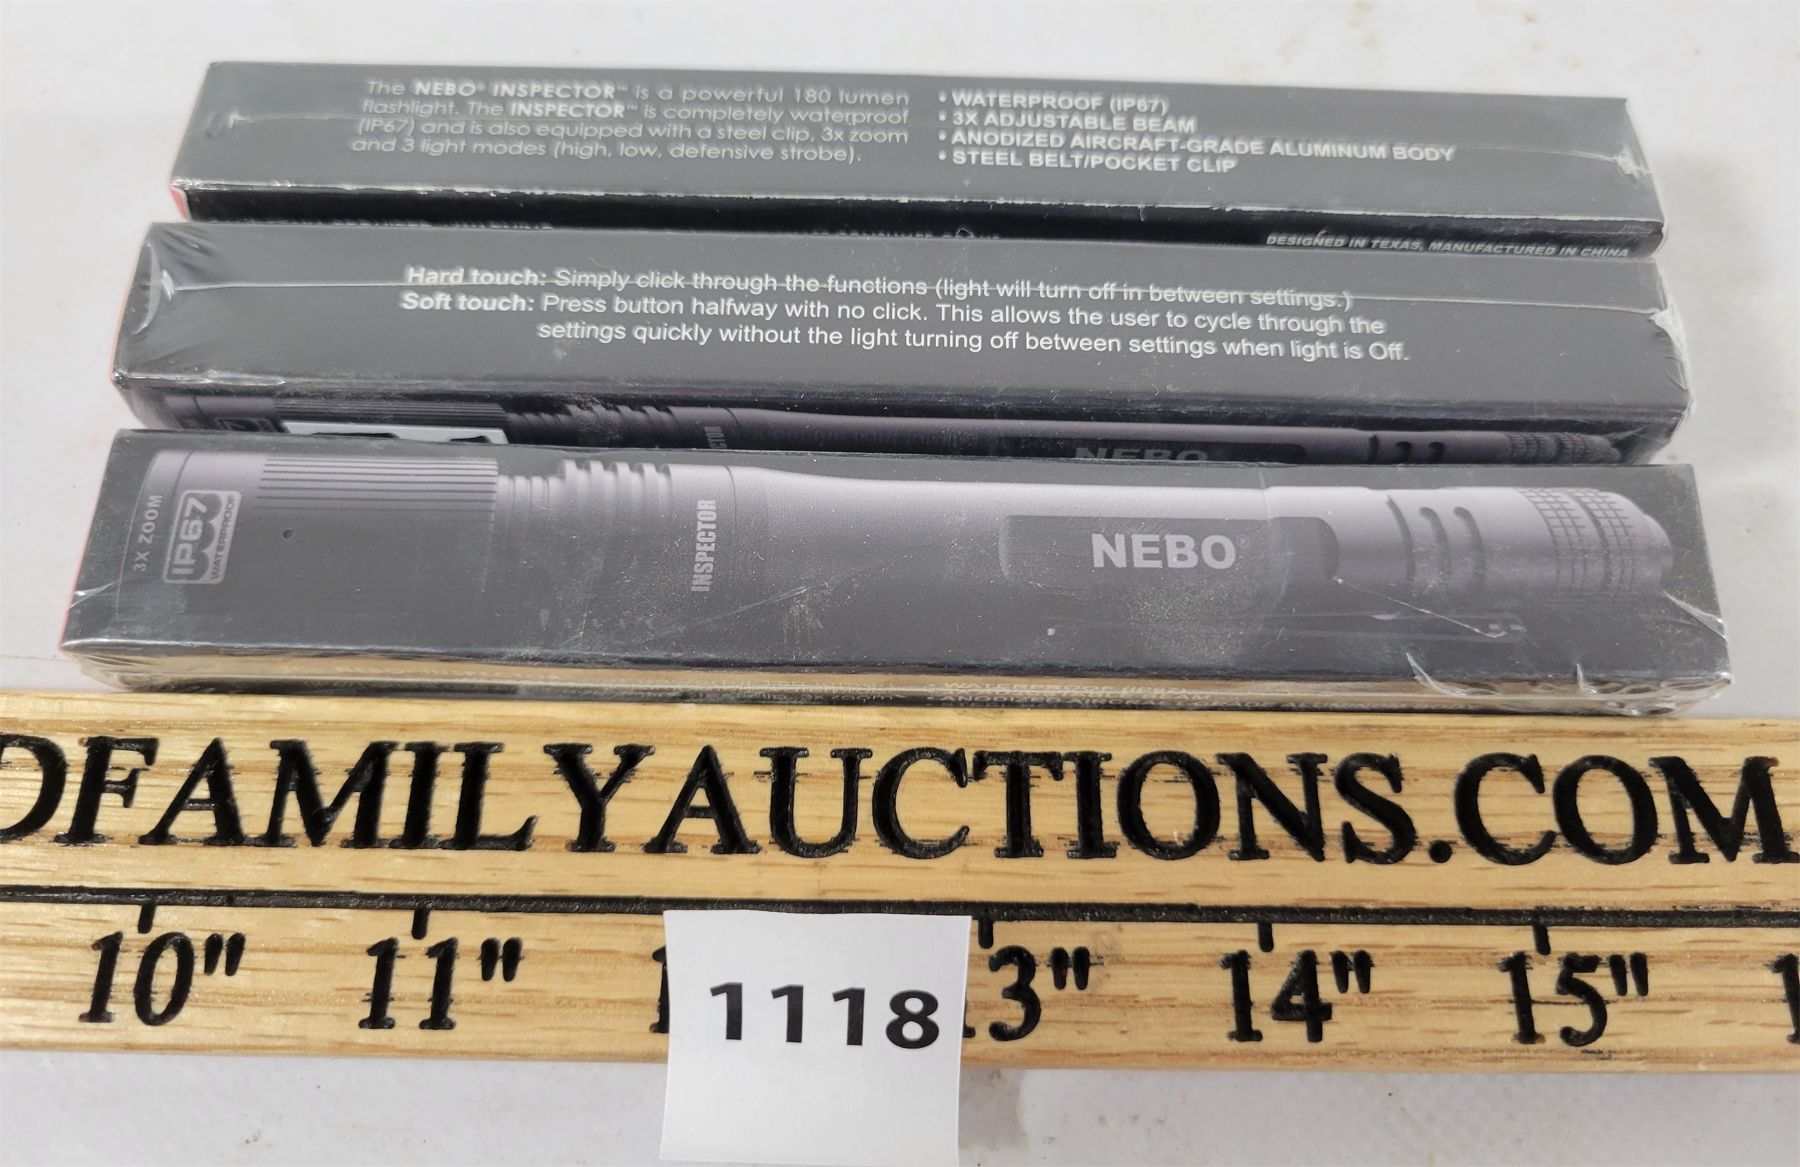 The NEBO® INSPECTOR™ is a powerful 180 lumen
flashlight. The INSPECTOR™ is completely waterproof
(IP67) and is also equipped with a steel clip, 3x zoom
and 3 light modes (high, low, defensive strobe).
• WATERPROOF (IP67)
• 3X ADJUSTABLE BEAM
• ANODIZED AIRCRAFT-GRADE ALUMINUM BODY
• STEEL BELT/POCKET CLIP
DESIGNED IN TEXAS, MANUFACTURED IN CHINA
Hard touch: Simply click through the functions (light will turn off in between settings.)
Soft touch: Press button halfway with no click. This allows the user to cycle through the
settings quickly without the light turning off between settings when light is Off.
NEBO
3X ZOOM
IP67
WATERPROOF
INSPECTOR
NEBO®
DFAMILYAUCTIONS.COM
10" 11" 13" 14" 15"
1118